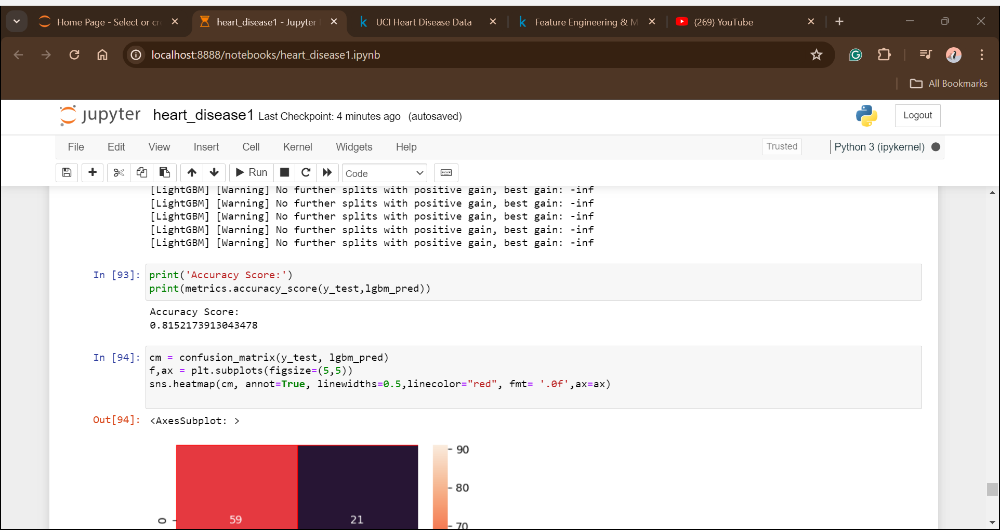 Home Page - Select or cr
heart_disease1 - Jupyter
UCI Heart Disease Data
Feature Engineering & M
(269) YouTube
localhost:8888/notebooks/heart_disease1.ipynb
All Bookmarks
jupyter heart_disease1 Last Checkpoint: 4 minutes ago (autosaved)
Logout
File Edit View Insert Cell Kernel Widgets Help
Trusted
Python 3 (ipykernel)
Run
Code
[LightGBM] [Warning] No further splits with positive gain, best gain: -inf
[LightGBM] [Warning] No further splits with positive gain, best gain: -inf
[LightGBM] [Warning] No further splits with positive gain, best gain: -inf
[LightGBM] [Warning] No further splits with positive gain, best gain: -inf
[LightGBM] [Warning] No further splits with positive gain, best gain: -inf
In [93]: print('Accuracy Score:')
print(metrics.accuracy_score(y_test,lgbm_pred))
Accuracy Score:
0.8152173913043478
In [94]: cm = confusion_matrix(y_test, lgbm_pred)
f,ax = plt.subplots(figsize=(5,5))
sns.heatmap(cm, annot=True, linewidths=0.5,linecolor="red", fmt= '.0f',ax=ax)
Out[94]: <AxesSubplot: >
90
80
0 59 21
70